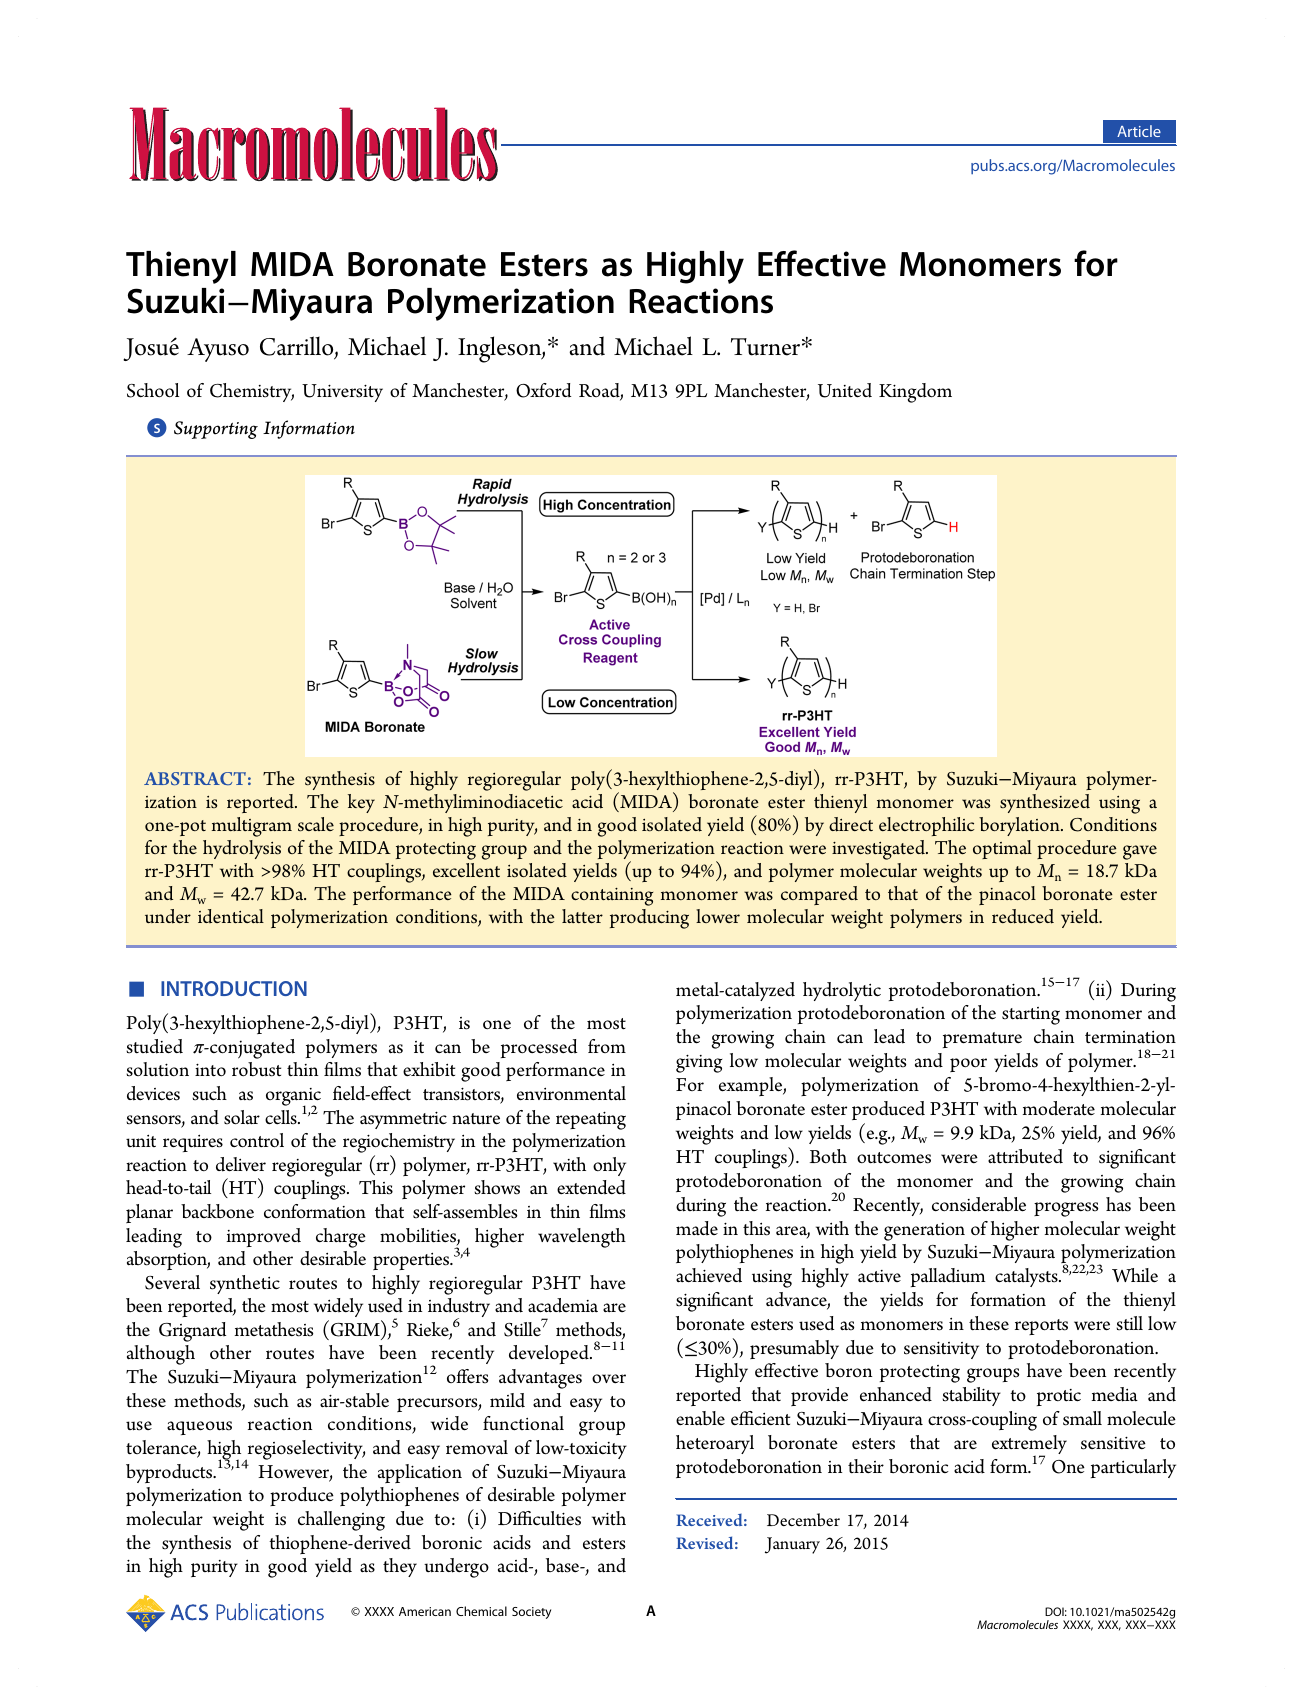 Macromolecules
Article
pubs.acs.org/Macromolecules
Thienyl MIDA Boronate Esters as Highly Effective Monomers for
Suzuki−Miyaura Polymerization Reactions
Josué Ayuso Carrillo, Michael J. Ingleson,* and Michael L. Turner*
School of Chemistry, University of Manchester, Oxford Road, M13 9PL Manchester, United Kingdom
S Supporting Information
R
Br
S
B
O
O
Rapid
Hydrolysis
High Concentration
R
Y
S
n
H
+
R
Br
S
H
Low Yield
Low Mn, Mw
Protodeboronation
Chain Termination Step
Y = H, Br
Base / H2O
Solvent
R
n = 2 or 3
Br
S
B(OH)n
[Pd] / Ln
Active
Cross Coupling
Reagent
R
Br
S
B
N
O
O
O
O
MIDA Boronate
Slow
Hydrolysis
Low Concentration
R
Y
S
n
H
rr-P3HT
Excellent Yield
Good Mn, Mw
ABSTRACT: The synthesis of highly regioregular poly(3-hexylthiophene-2,5-diyl), rr-P3HT, by Suzuki−Miyaura polymer-
ization is reported. The key N-methyliminodiacetic acid (MIDA) boronate ester thienyl monomer was synthesized using a
one-pot multigram scale procedure, in high purity, and in good isolated yield (80%) by direct electrophilic borylation. Conditions
for the hydrolysis of the MIDA protecting group and the polymerization reaction were investigated. The optimal procedure gave
rr-P3HT with >98% HT couplings, excellent isolated yields (up to 94%), and polymer molecular weights up to Mn = 18.7 kDa
and Mw = 42.7 kDa. The performance of the MIDA containing monomer was compared to that of the pinacol boronate ester
under identical polymerization conditions, with the latter producing lower molecular weight polymers in reduced yield.
■ INTRODUCTION
Poly(3-hexylthiophene-2,5-diyl), P3HT, is one of the most
studied π-conjugated polymers as it can be processed from
solution into robust thin films that exhibit good performance in
devices such as organic field-effect transistors, environmental
sensors, and solar cells.1,2 The asymmetric nature of the repeating
unit requires control of the regiochemistry in the polymerization
reaction to deliver regioregular (rr) polymer, rr-P3HT, with only
head-to-tail (HT) couplings. This polymer shows an extended
planar backbone conformation that self-assembles in thin films
leading to improved charge mobilities, higher wavelength
absorption, and other desirable properties.3,4
Several synthetic routes to highly regioregular P3HT have
been reported, the most widely used in industry and academia are
the Grignard metathesis (GRIM),5 Rieke,6 and Stille7 methods,
although other routes have been recently developed.8−11
The Suzuki−Miyaura polymerization12 offers advantages over
these methods, such as air-stable precursors, mild and easy to
use aqueous reaction conditions, wide functional group
tolerance, high regioselectivity, and easy removal of low-toxicity
byproducts.13,14 However, the application of Suzuki−Miyaura
polymerization to produce polythiophenes of desirable polymer
molecular weight is challenging due to: (i) Difficulties with
the synthesis of thiophene-derived boronic acids and esters
in high purity in good yield as they undergo acid-, base-, and
metal-catalyzed hydrolytic protodeboronation.15−17 (ii) During
polymerization protodeboronation of the starting monomer and
the growing chain can lead to premature chain termination
giving low molecular weights and poor yields of polymer.18−21
For example, polymerization of 5-bromo-4-hexylthien-2-yl-
pinacol boronate ester produced P3HT with moderate molecular
weights and low yields (e.g., Mw = 9.9 kDa, 25% yield, and 96%
HT couplings). Both outcomes were attributed to significant
protodeboronation of the monomer and the growing chain
during the reaction.20 Recently, considerable progress has been
made in this area, with the generation of higher molecular weight
polythiophenes in high yield by Suzuki−Miyaura polymerization
achieved using highly active palladium catalysts.8,22,23 While a
significant advance, the yields for formation of the thienyl
boronate esters used as monomers in these reports were still low
(≤30%), presumably due to sensitivity to protodeboronation.
Highly effective boron protecting groups have been recently
reported that provide enhanced stability to protic media and
enable efficient Suzuki−Miyaura cross-coupling of small molecule
heteroaryl boronate esters that are extremely sensitive to
protodeboronation in their boronic acid form.17 One particularly
Received: December 17, 2014
Revised: January 26, 2015
ACS Publications
© XXXX American Chemical Society
A
DOI: 10.1021/ma502542g
Macromolecules XXXX, XXX, XXX−XXX